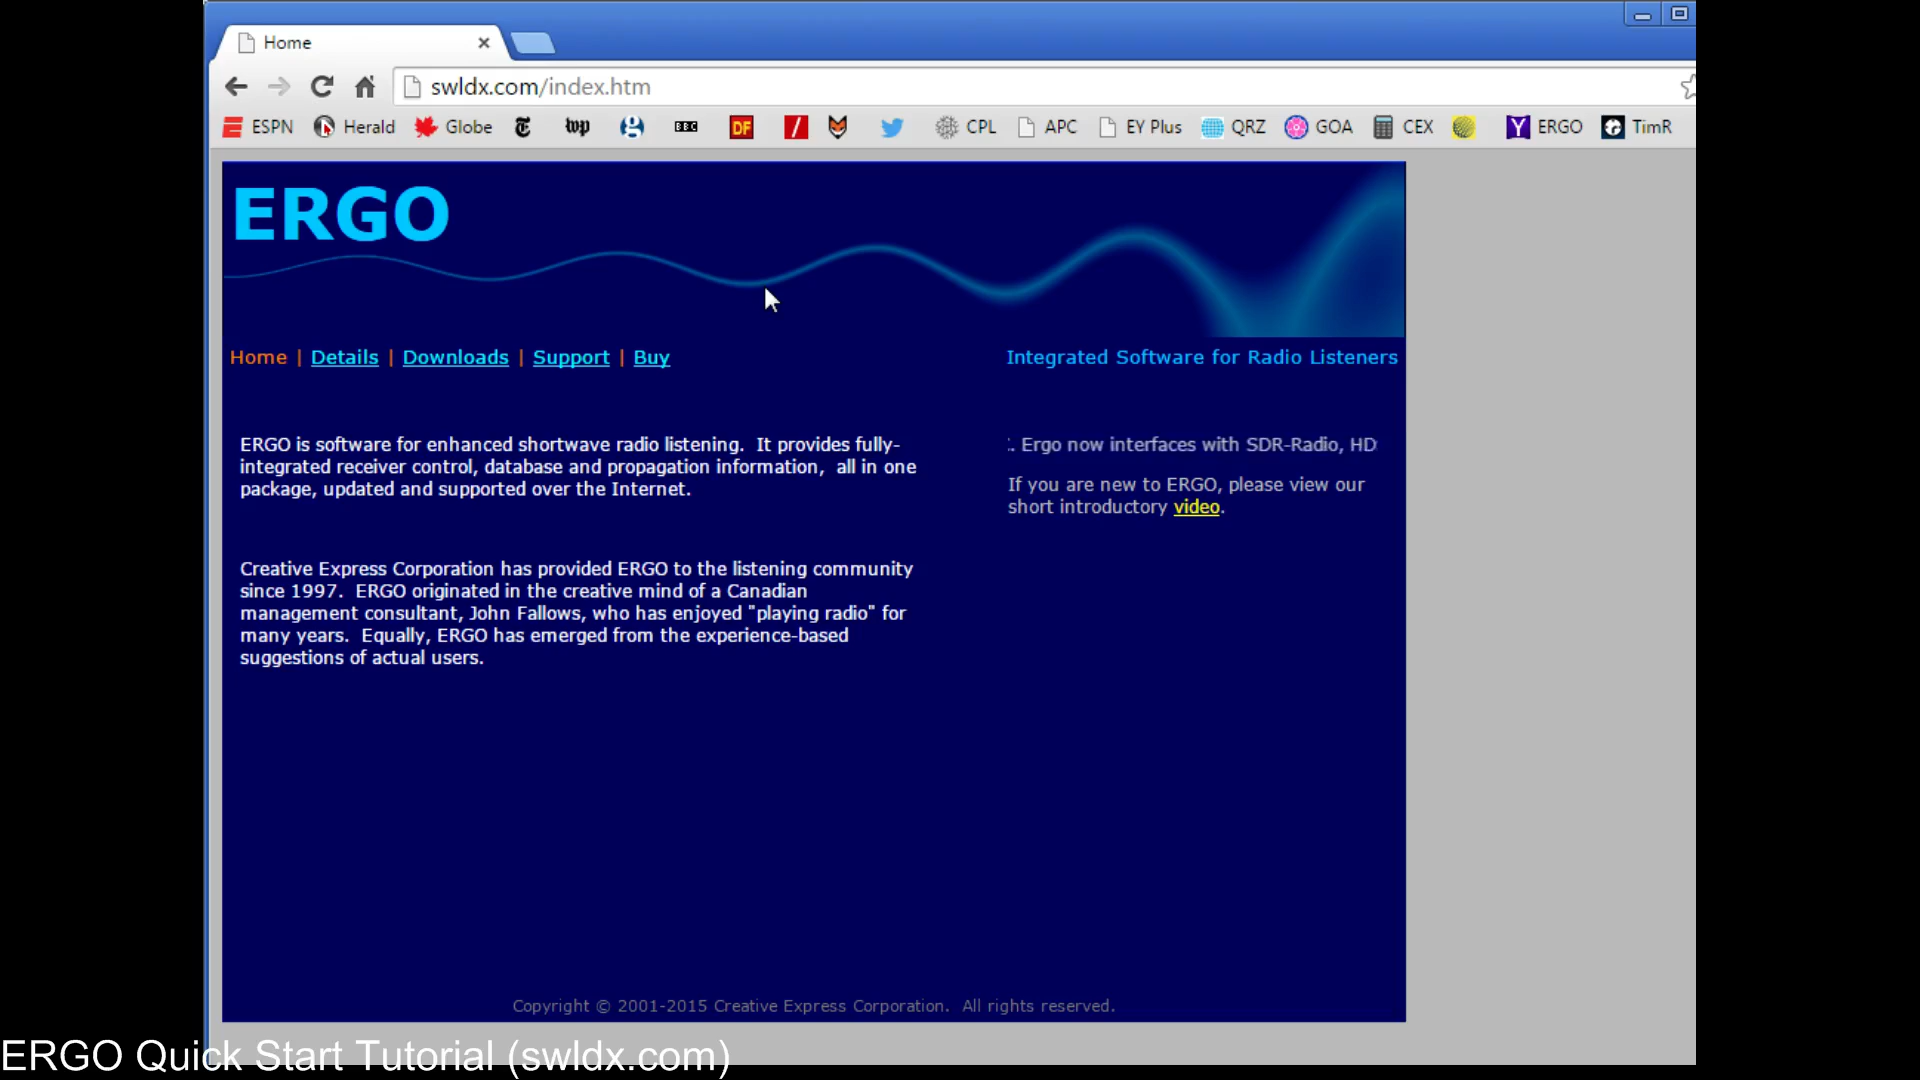 Home
swldx.com/index.htm
ESPN Herald Globe wp BBC DF CPL APC EY Plus QRZ GOA CEX Y ERGO TimR
ERGO
Home | Details | Downloads | Support | Buy
Integrated Software for Radio Listeners
ERGO is software for enhanced shortwave radio listening. It provides fully-
integrated receiver control, database and propagation information, all in one
package, updated and supported over the Internet.
. Ergo now interfaces with SDR-Radio, HD
If you are new to ERGO, please view our
short introductory video.
Creative Express Corporation has provided ERGO to the listening community
since 1997. ERGO originated in the creative mind of a Canadian
management consultant, John Fallows, who has enjoyed "playing radio" for
many years. Equally, ERGO has emerged from the experience-based
suggestions of actual users.
Copyright © 2001-2015 Creative Express Corporation. All rights reserved.
ERGO Quick Start Tutorial (swldx.com)